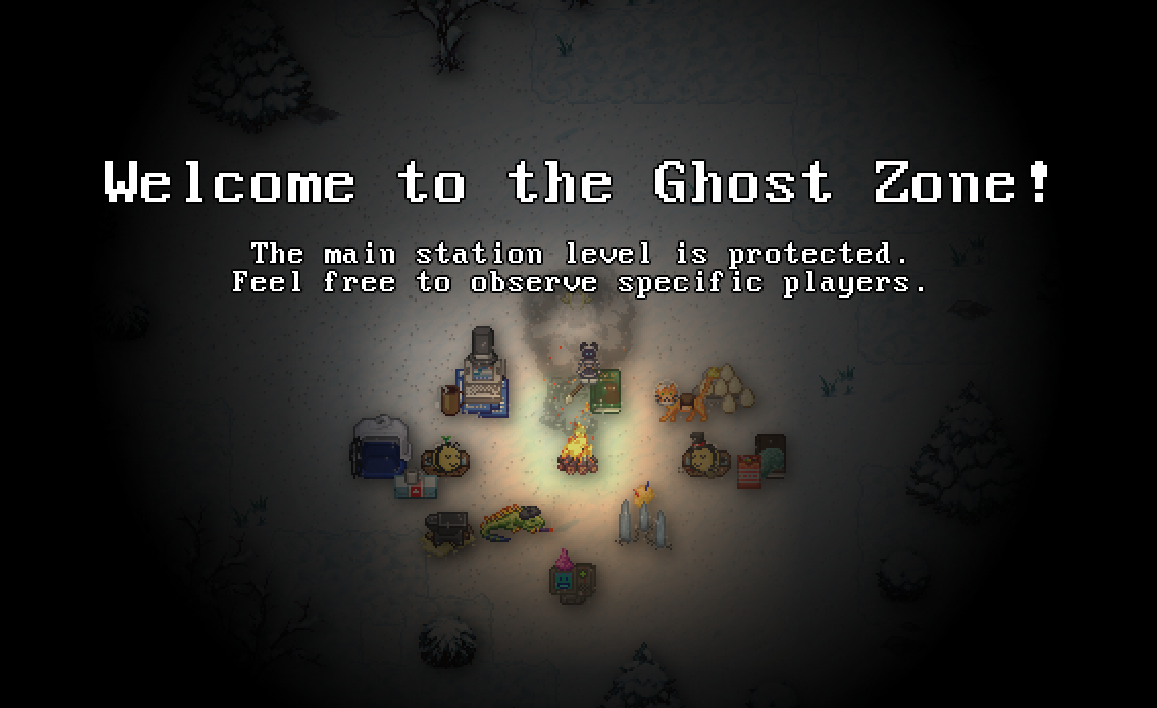 Welcome to the Ghost Zone!
The main station level is protected.
Feel free to observe specific players.